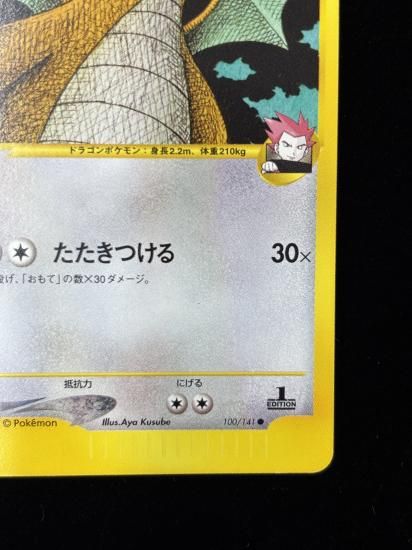 ドラゴンポケモン：身長2.2m、体重210kg
たたきつける 30×
投げ、「おもて」の数×30ダメージ。
抵抗力 にげる
1
EDITION
© Pokémon Illus.Aya Kusube 100/141 ●